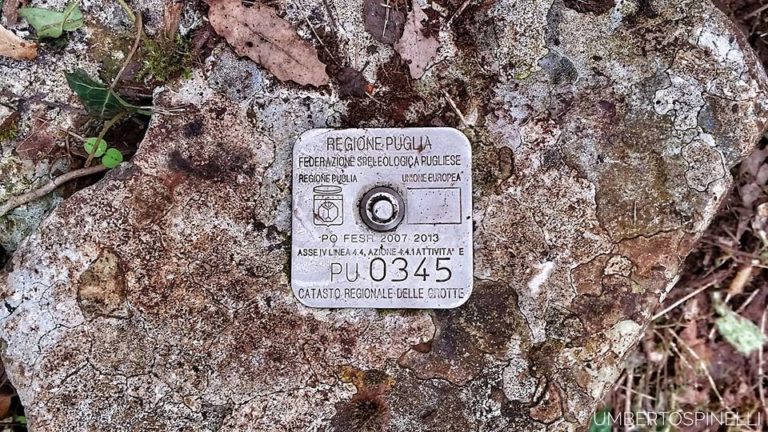 REGIONE PUGLIA
FEDERAZIONE SPELEOLOGICA PUGLIESE
REGIONE PUGLIA UNIONE EUROPEA
PO FESR 2007-2013
ASSE IV LINEA 4.4, AZIONE 4.4.1 ATTIVITA' E
PU 0345
CATASTO REGIONALE DELLE GROTTE
UMBERTOSPINELLI